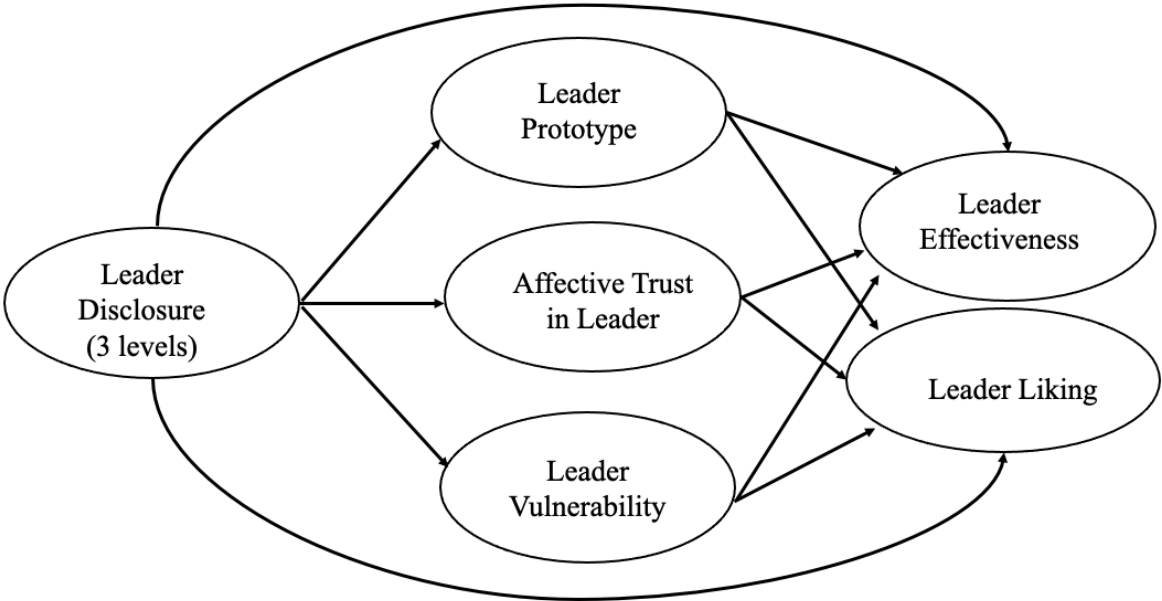 Leader
Disclosure
(3 levels)
Leader
Prototype
Affective Trust
in Leader
Leader
Vulnerability
Leader
Effectiveness
Leader Liking